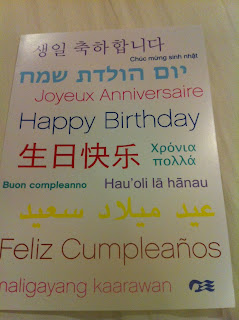 생일 축하합니다
Chúc mừng sinh nhật
יום הולדת שמח
Joyeux Anniversaire
Happy Birthday
生日快乐
Χρόνια
πολλά
Buon compleanno
Hau'oli lā hānau
عيد ميلاد سعيد
Feliz Cumpleaños
maligayang kaarawan